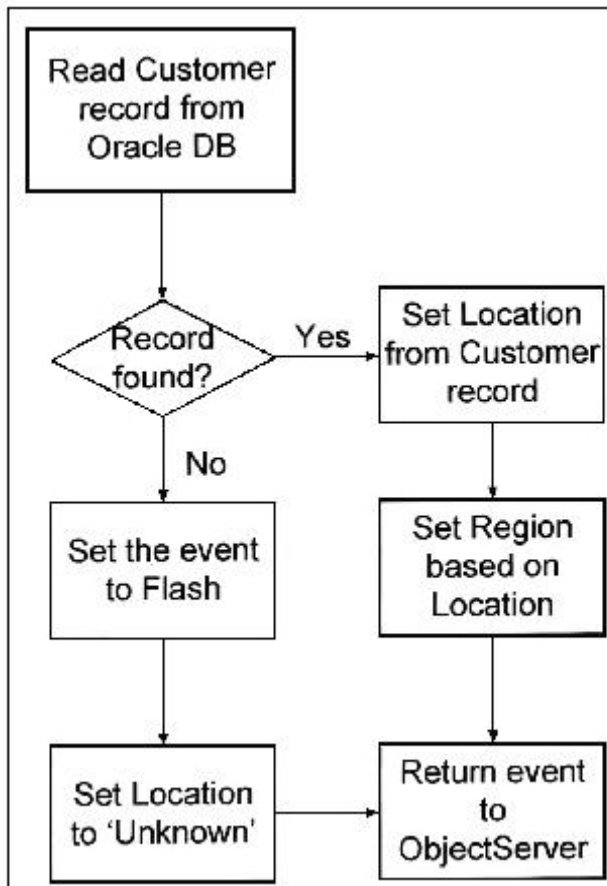 Read Customer
record from
Oracle DB
Record
found?
Yes
Set Location
from Customer
record
No
Set the event
to Flash
Set Region
based on
Location
Set Location
to ‘Unknown’
Return event
to
ObjectServer